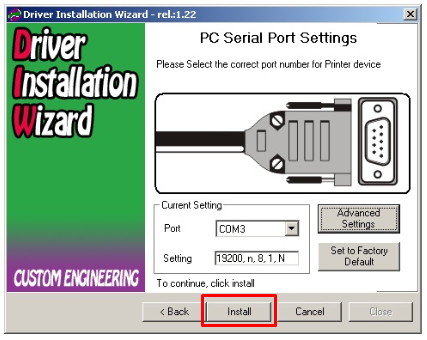 Driver Installation Wizard - rel.:1.22
Driver
Installation
Wizard
CUSTOM ENGINEERING
PC Serial Port Settings
Please Select the correct port number for Printer device
Current Setting
Port COM3
Setting 19200, n, 8, 1, N
Advanced
Settings
Set to Factory
Default
To continue, click install
< Back Install Cancel Close